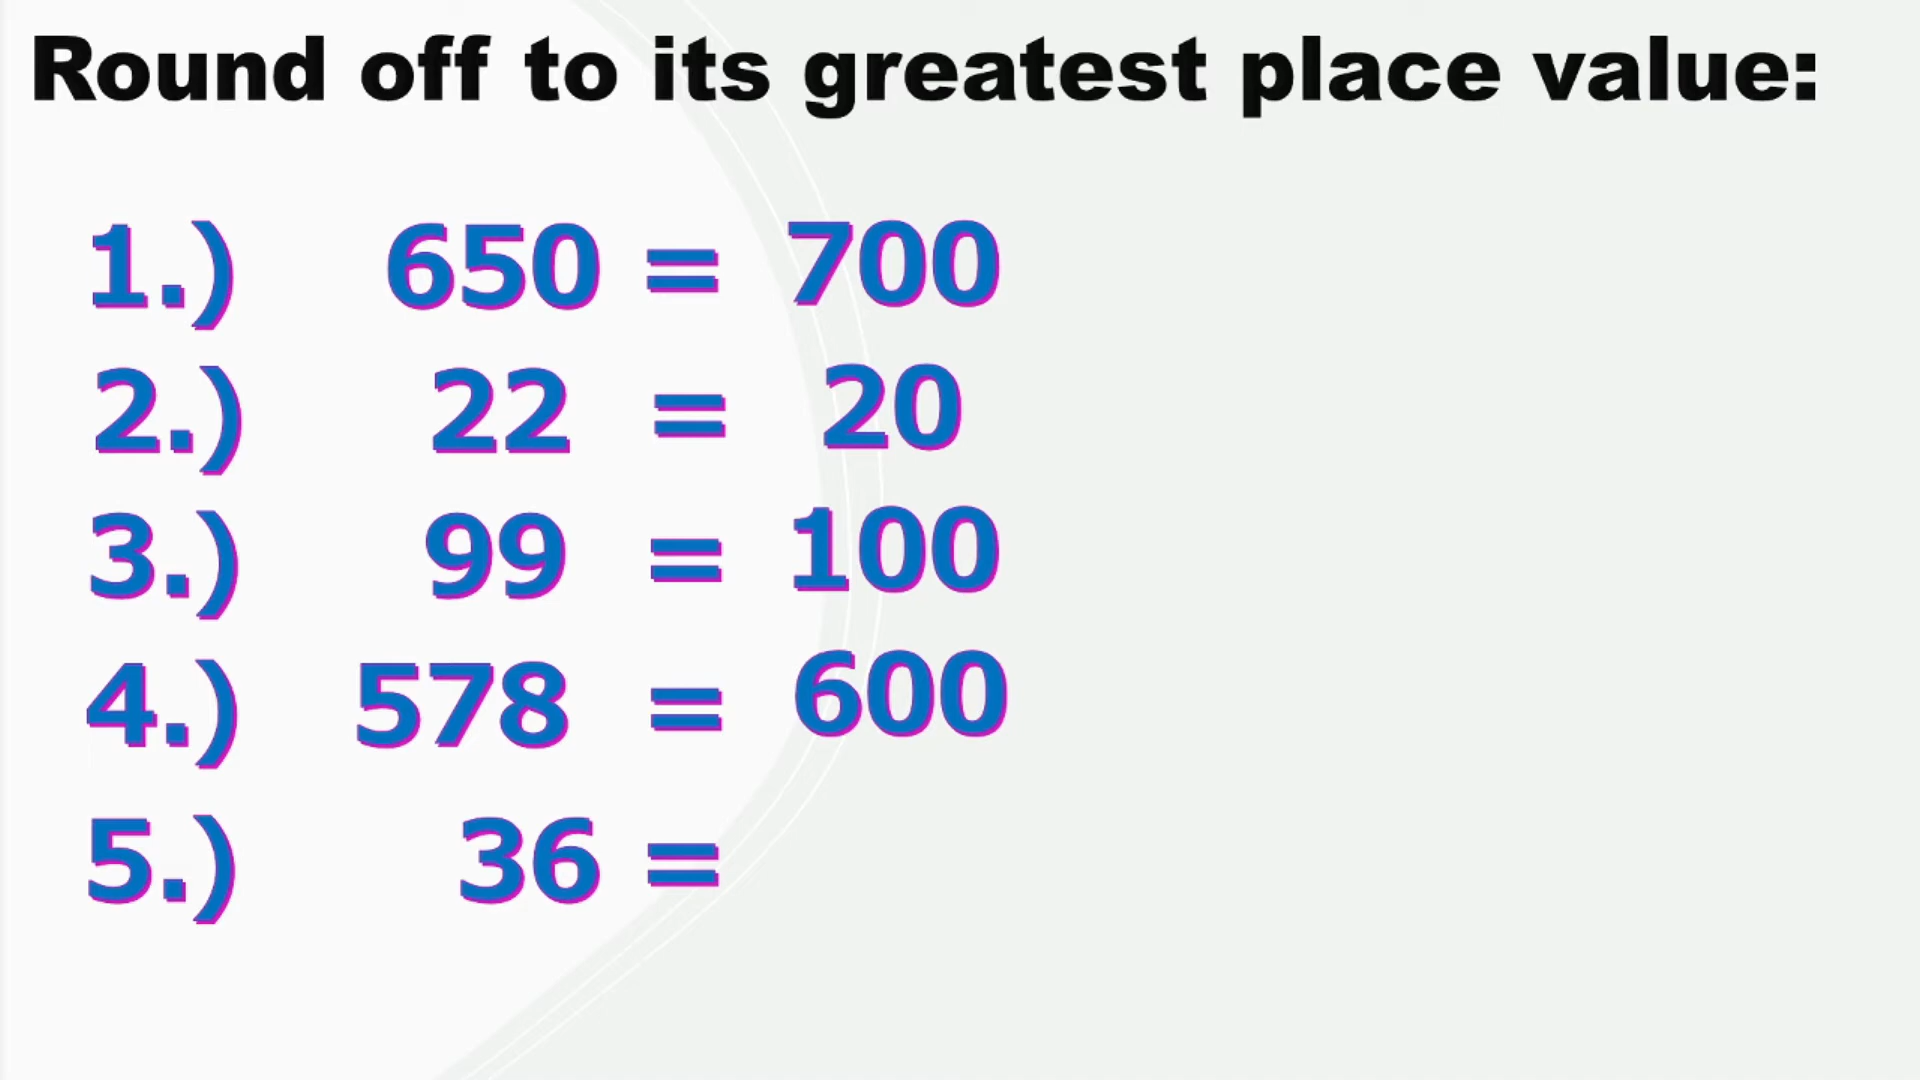 Round off to its greatest place value:
1.) 650 = 700
2.) 22 = 20
3.) 99 = 100
4.) 578 = 600
5.) 36 =